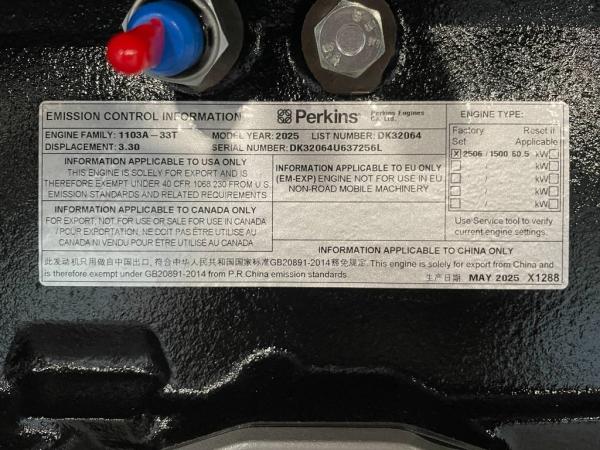 EMISSION CONTROL INFORMATION
Perkins
Perkins Engines Co. Ltd.
ENGINE FAMILY: 1103A-33T MODEL YEAR: 2025 LIST NUMBER: DK32064
DISPLACEMENT: 3.30 SERIAL NUMBER: DK32064U637256L
INFORMATION APPLICABLE TO USA ONLY
THIS ENGINE IS SOLELY FOR EXPORT AND IS
THEREFORE EXEMPT UNDER 40 CFR 1068.230 FROM U.S.
EMISSION STANDARDS AND RELATED REQUIREMENTS
INFORMATION APPLICABLE TO EU ONLY
(EM-EXP) ENGINE NOT FOR USE IN EU
NON-ROAD MOBILE MACHINERY
INFORMATION APPLICABLE TO CANADA ONLY
FOR EXPORT, NOT FOR USE OR SALE FOR USE IN CANADA
/ POUR EXPORTATION, NE DOIT PAS ÊTRE UTILISÉ AU
CANADA NI VENDU POUR ÊTRE UTILISÉ AU CANADA
ENGINE TYPE:
Factory Set
Reset if Applicable
X 2506 / 1500 60.5 kW
/ kW
/ kW
/ kW
/ kW
Use Service tool to verify
current engine settings.
INFORMATION APPLICABLE TO CHINA ONLY
此发动机只用做自中国出口, 符合中华人民共和国国家标准GB20891-2014豁免规定. This engine is solely for export from China and
is therefore exempt under GB20891-2014 from P.R.China emission standards.
生产日期: MAY 2025 X1288